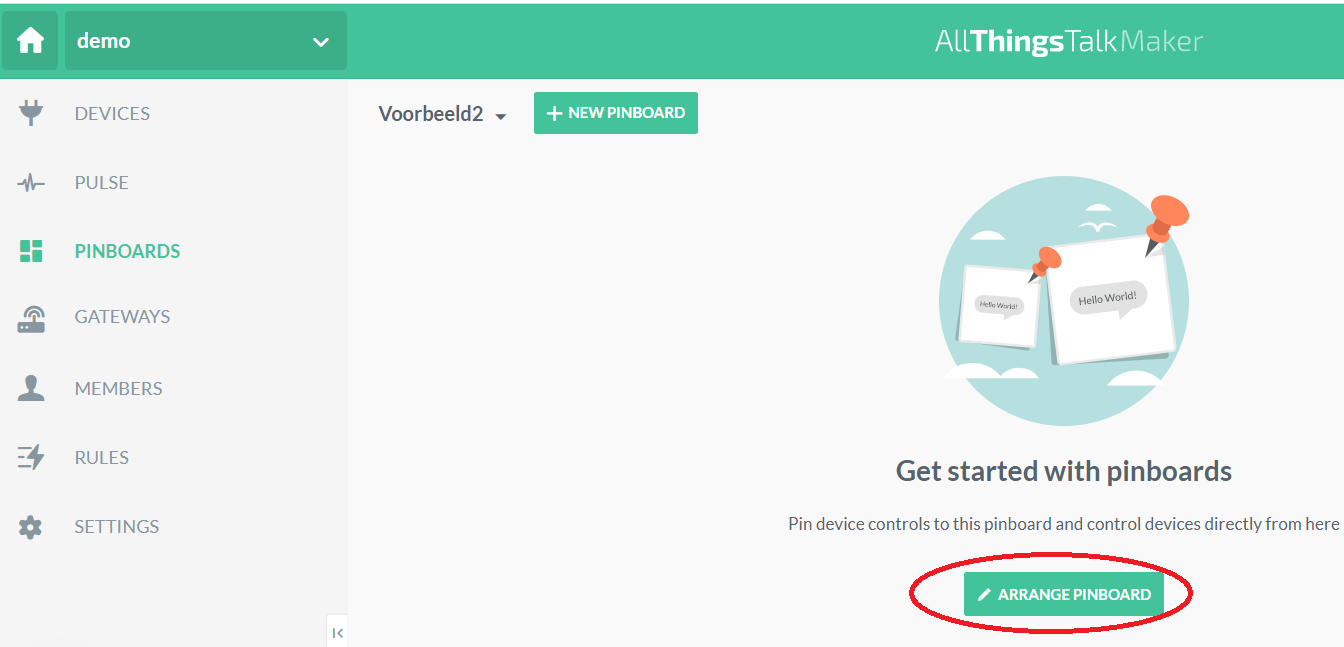 demo
AllThingsTalkMaker
DEVICES
PULSE
PINBOARDS
GATEWAYS
MEMBERS
RULES
SETTINGS
Voorbeeld2
+ NEW PINBOARD
Hello World!
Hello World!
Get started with pinboards
Pin device controls to this pinboard and control devices directly from here
ARRANGE PINBOARD